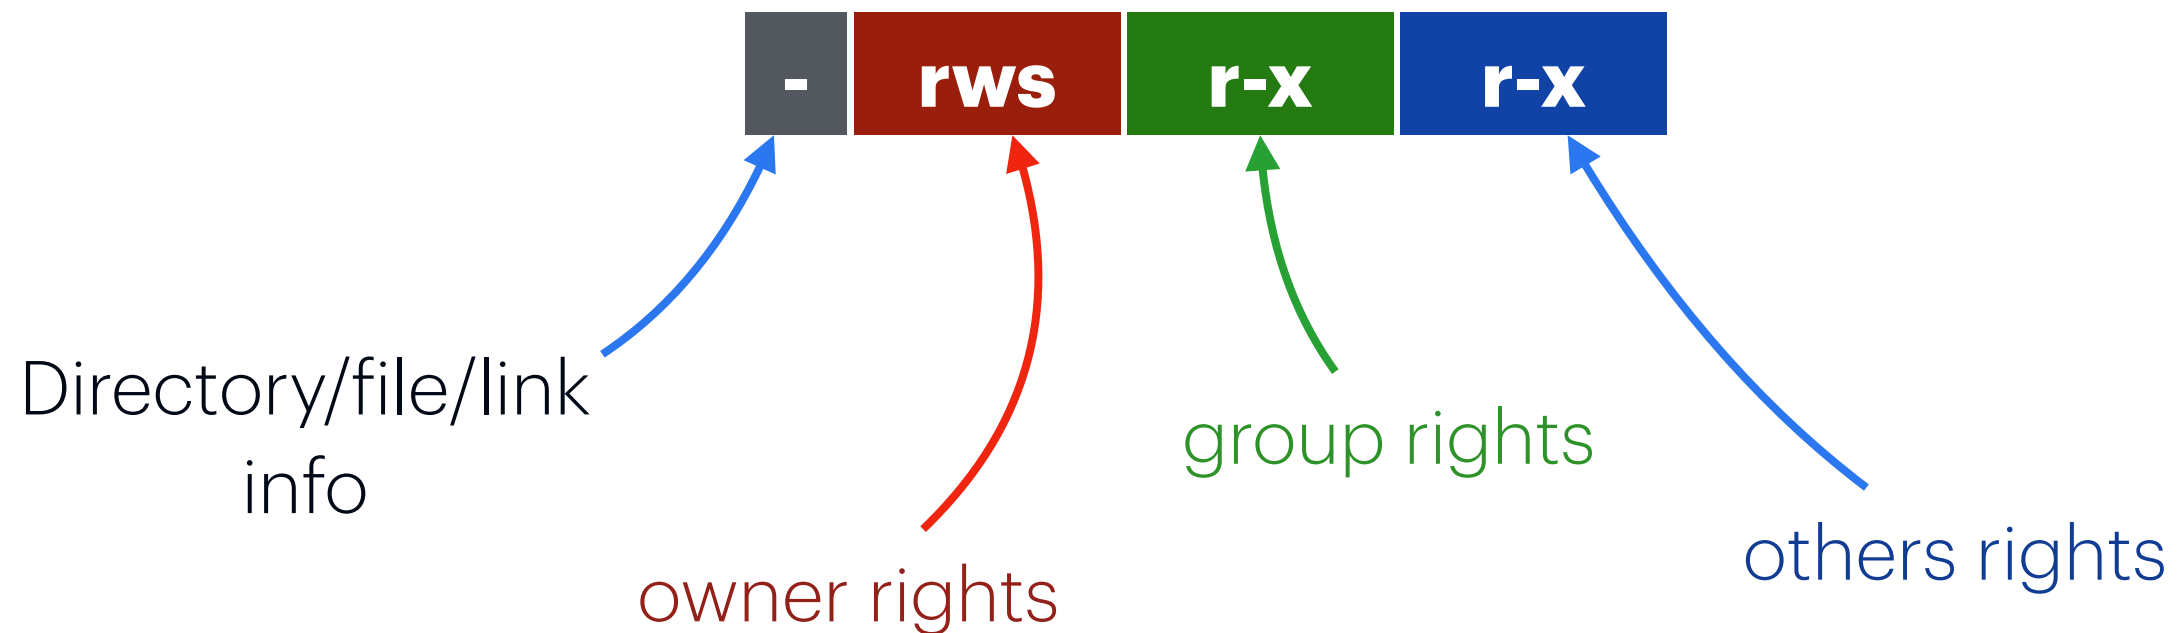 - rws r-x r-x
Directory/file/link
info
owner rights
group rights
others rights